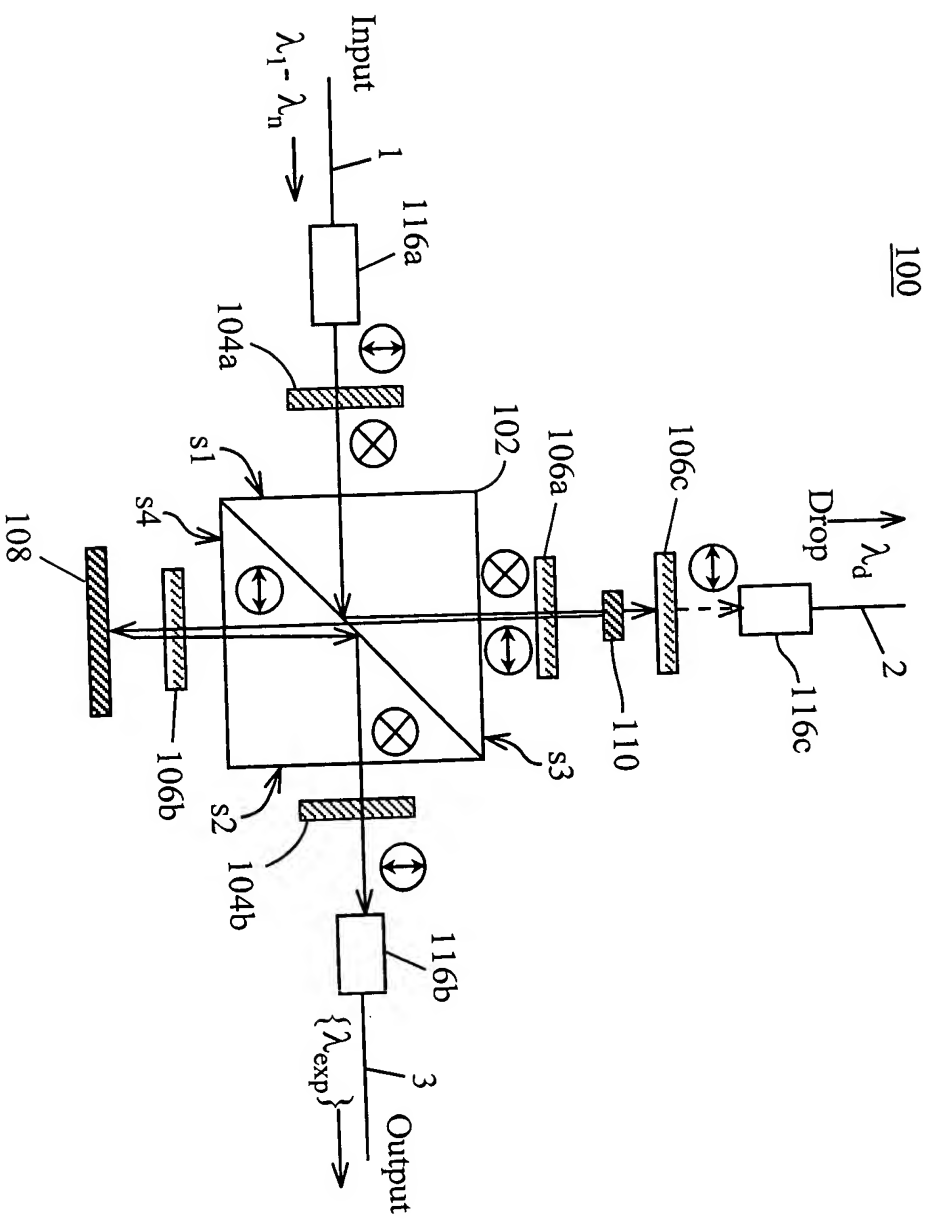 100
Drop
λd
2
116c
106c
110
106a
102
s3
Input
λ1 - λn
1
116a
104a
s1
s4
108
106b
s2
104b
116b
3
{λexp}
Output